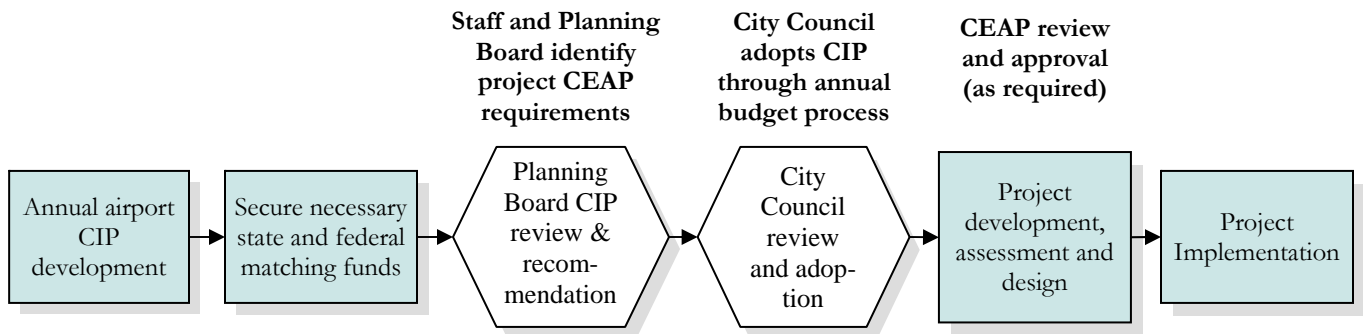 Staff and Planning
Board identify
project CEAP
requirements
City Council
adopts CIP
through annual
budget process
CEAP review
and approval
(as required)
Annual airport
CIP
development
Secure necessary
state and federal
matching funds
Planning
Board CIP
review &
recom-
mendation
City
Council
review
and adop-
tion
Project
development,
assessment and
design
Project
Implementation